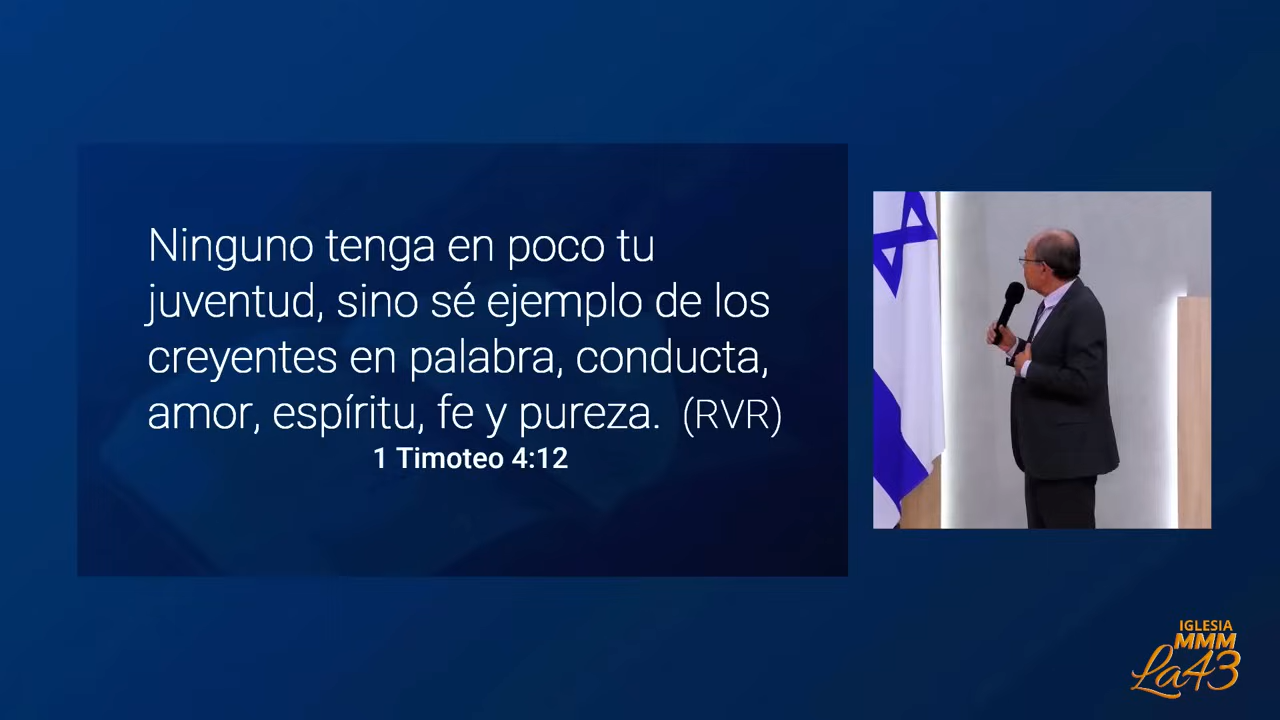 Ninguno tenga en poco tu
juventud, sino sé ejemplo de los
creyentes en palabra, conducta,
amor, espíritu, fe y pureza. (RVR)
1 Timoteo 4:12
IGLESIA
MMM
La43